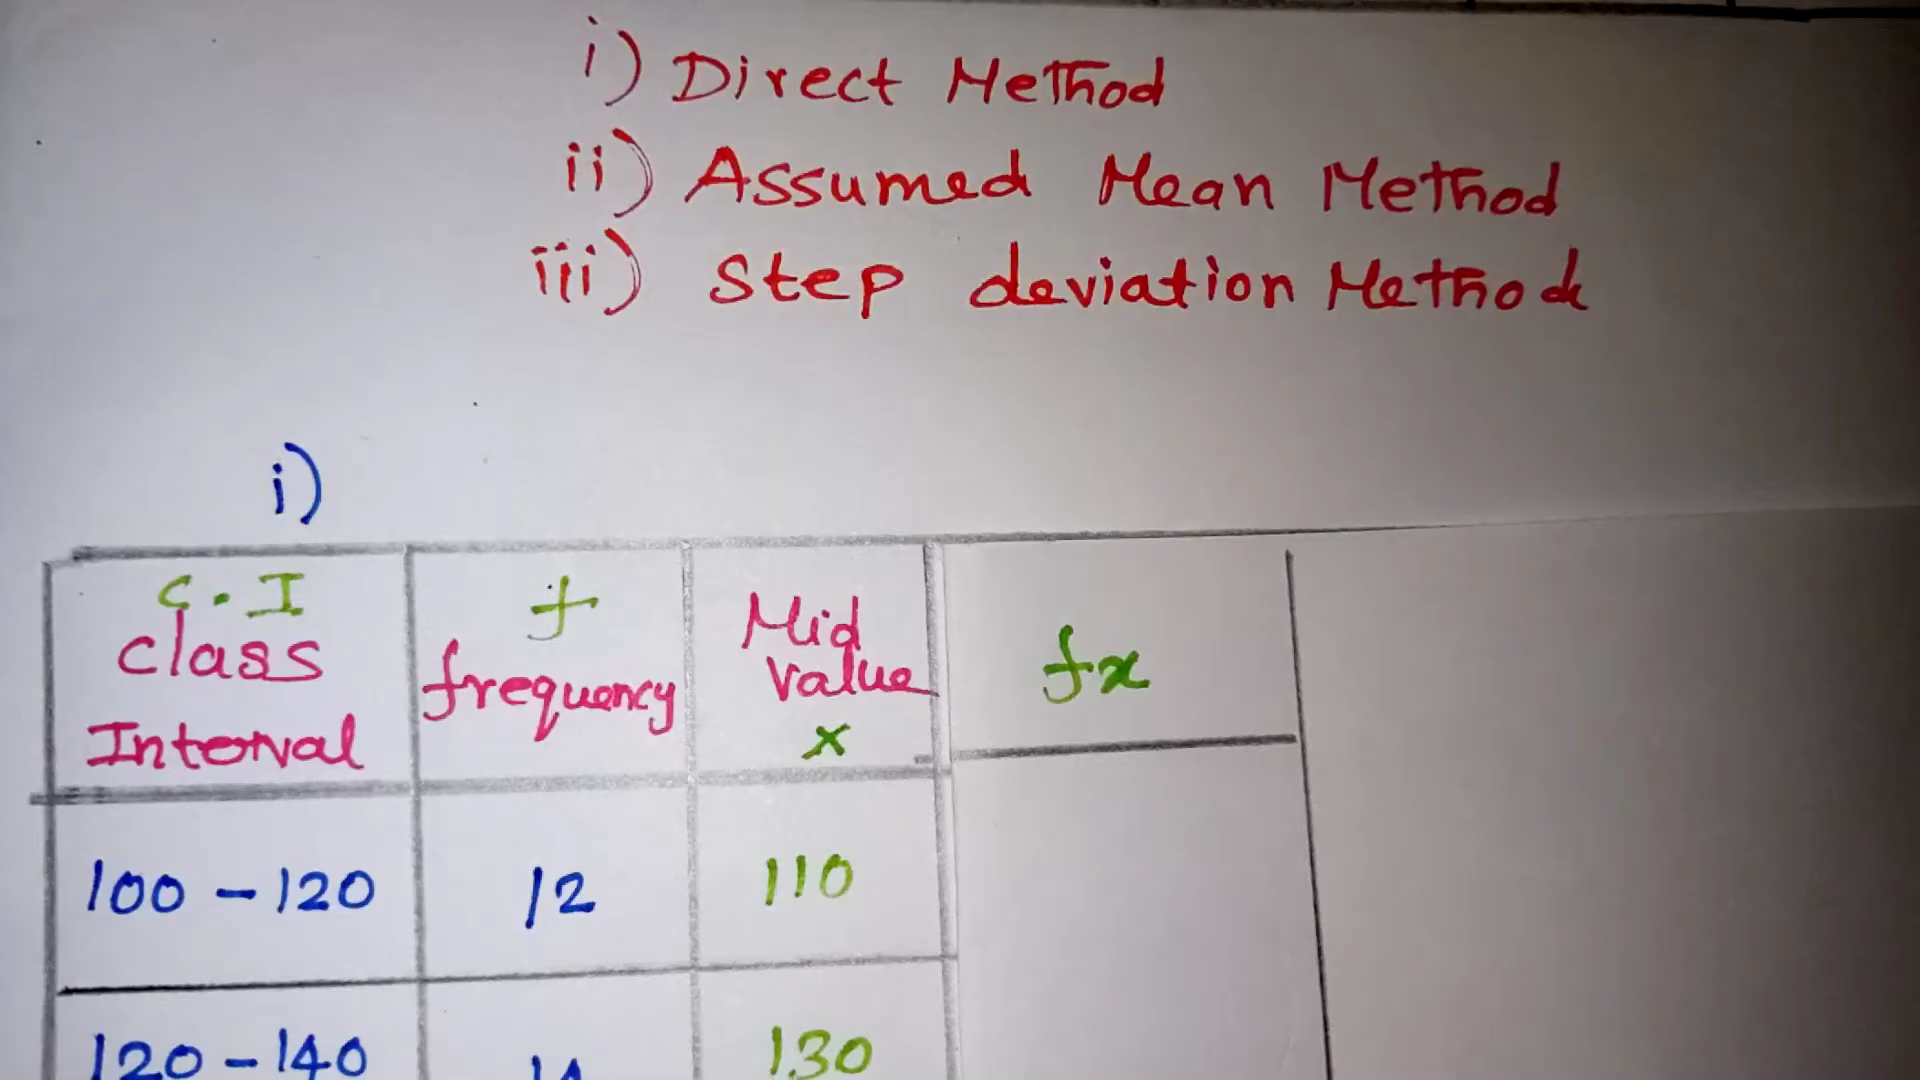 i) Direct Method
ii) Assumed Mean Method
iii) Step deviation Method
i)
C.I
class
Interval
f
frequency
Mid
value
x
fx
100 - 120
12
110
120 - 140
130